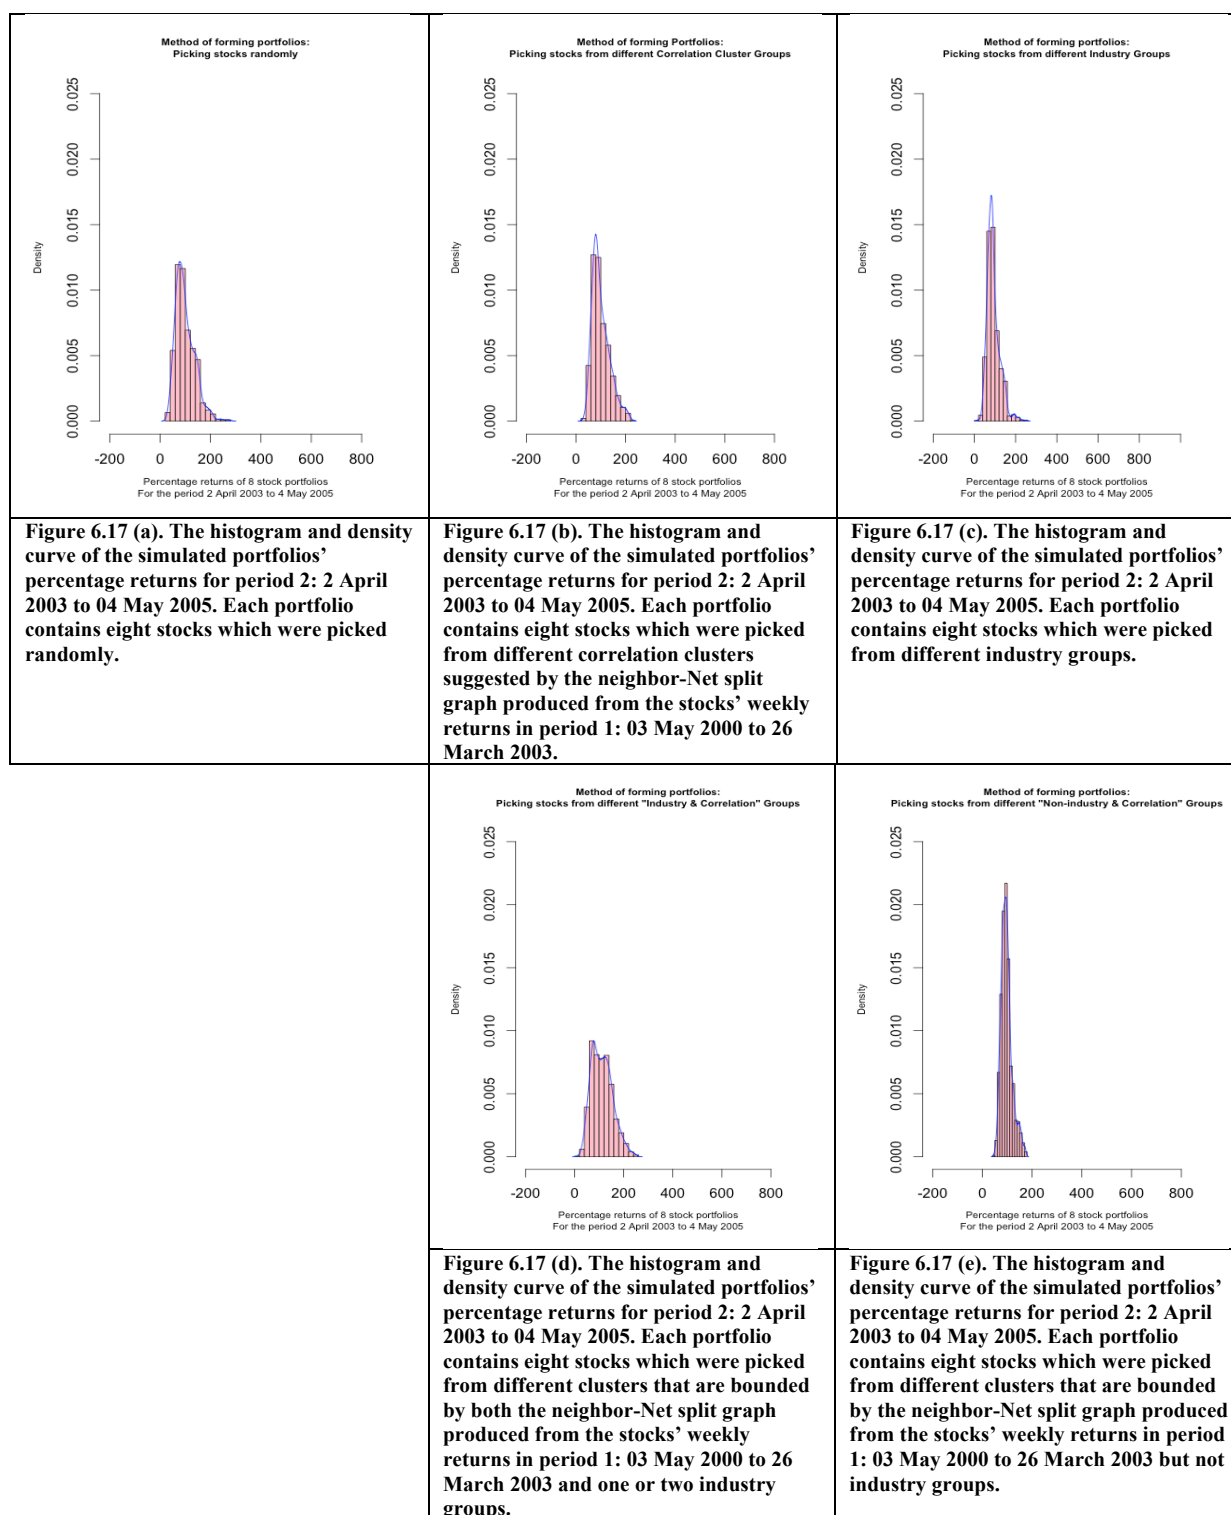 Method of forming portfolios:
Picking stocks randomly
Density
0.000 0.005 0.010 0.015 0.020 0.025
-200 0 200 400 600 800
Percentage returns of 8 stock portfolios
For the period 2 April 2003 to 4 May 2005
Method of forming Portfolios:
Picking stocks from different Correlation Cluster Groups
Density
0.000 0.005 0.010 0.015 0.020 0.025
-200 0 200 400 600 800
Percentage returns of 8 stock portfolios
For the period 2 April 2003 to 4 May 2005
Method of forming portfolios:
Picking stocks from different Industry Groups
Density
0.000 0.005 0.010 0.015 0.020 0.025
-200 0 200 400 600 800
Percentage returns of 8 stock portfolios
For the period 2 April 2003 to 4 May 2005
Figure 6.17 (a). The histogram and density
curve of the simulated portfolios’
percentage returns for period 2: 2 April
2003 to 04 May 2005. Each portfolio
contains eight stocks which were picked
randomly.
Figure 6.17 (b). The histogram and
density curve of the simulated portfolios’
percentage returns for period 2: 2 April
2003 to 04 May 2005. Each portfolio
contains eight stocks which were picked
from different correlation clusters
suggested by the neighbor-Net split
graph produced from the stocks’ weekly
returns in period 1: 03 May 2000 to 26
March 2003.
Figure 6.17 (c). The histogram and
density curve of the simulated portfolios’
percentage returns for period 2: 2 April
2003 to 04 May 2005. Each portfolio
contains eight stocks which were picked
from different industry groups.
Method of forming portfolios:
Picking stocks from different "Industry & Correlation" Groups
Density
0.000 0.005 0.010 0.015 0.020 0.025
-200 0 200 400 600 800
Percentage returns of 8 stock portfolios
For the period 2 April 2003 to 4 May 2005
Method of forming portfolios:
Picking stocks from different "Non-industry & Correlation" Groups
Density
0.000 0.005 0.010 0.015 0.020 0.025
-200 0 200 400 600 800
Percentage returns of 8 stock portfolios
For the period 2 April 2003 to 4 May 2005
Figure 6.17 (d). The histogram and
density curve of the simulated portfolios’
percentage returns for period 2: 2 April
2003 to 04 May 2005. Each portfolio
contains eight stocks which were picked
from different clusters that are bounded
by both the neighbor-Net split graph
produced from the stocks’ weekly
returns in period 1: 03 May 2000 to 26
March 2003 and one or two industry
groups.
Figure 6.17 (e). The histogram and
density curve of the simulated portfolios’
percentage returns for period 2: 2 April
2003 to 04 May 2005. Each portfolio
contains eight stocks which were picked
from different clusters that are bounded
by the neighbor-Net split graph produced
from the stocks’ weekly returns in period
1: 03 May 2000 to 26 March 2003 but not
industry groups.